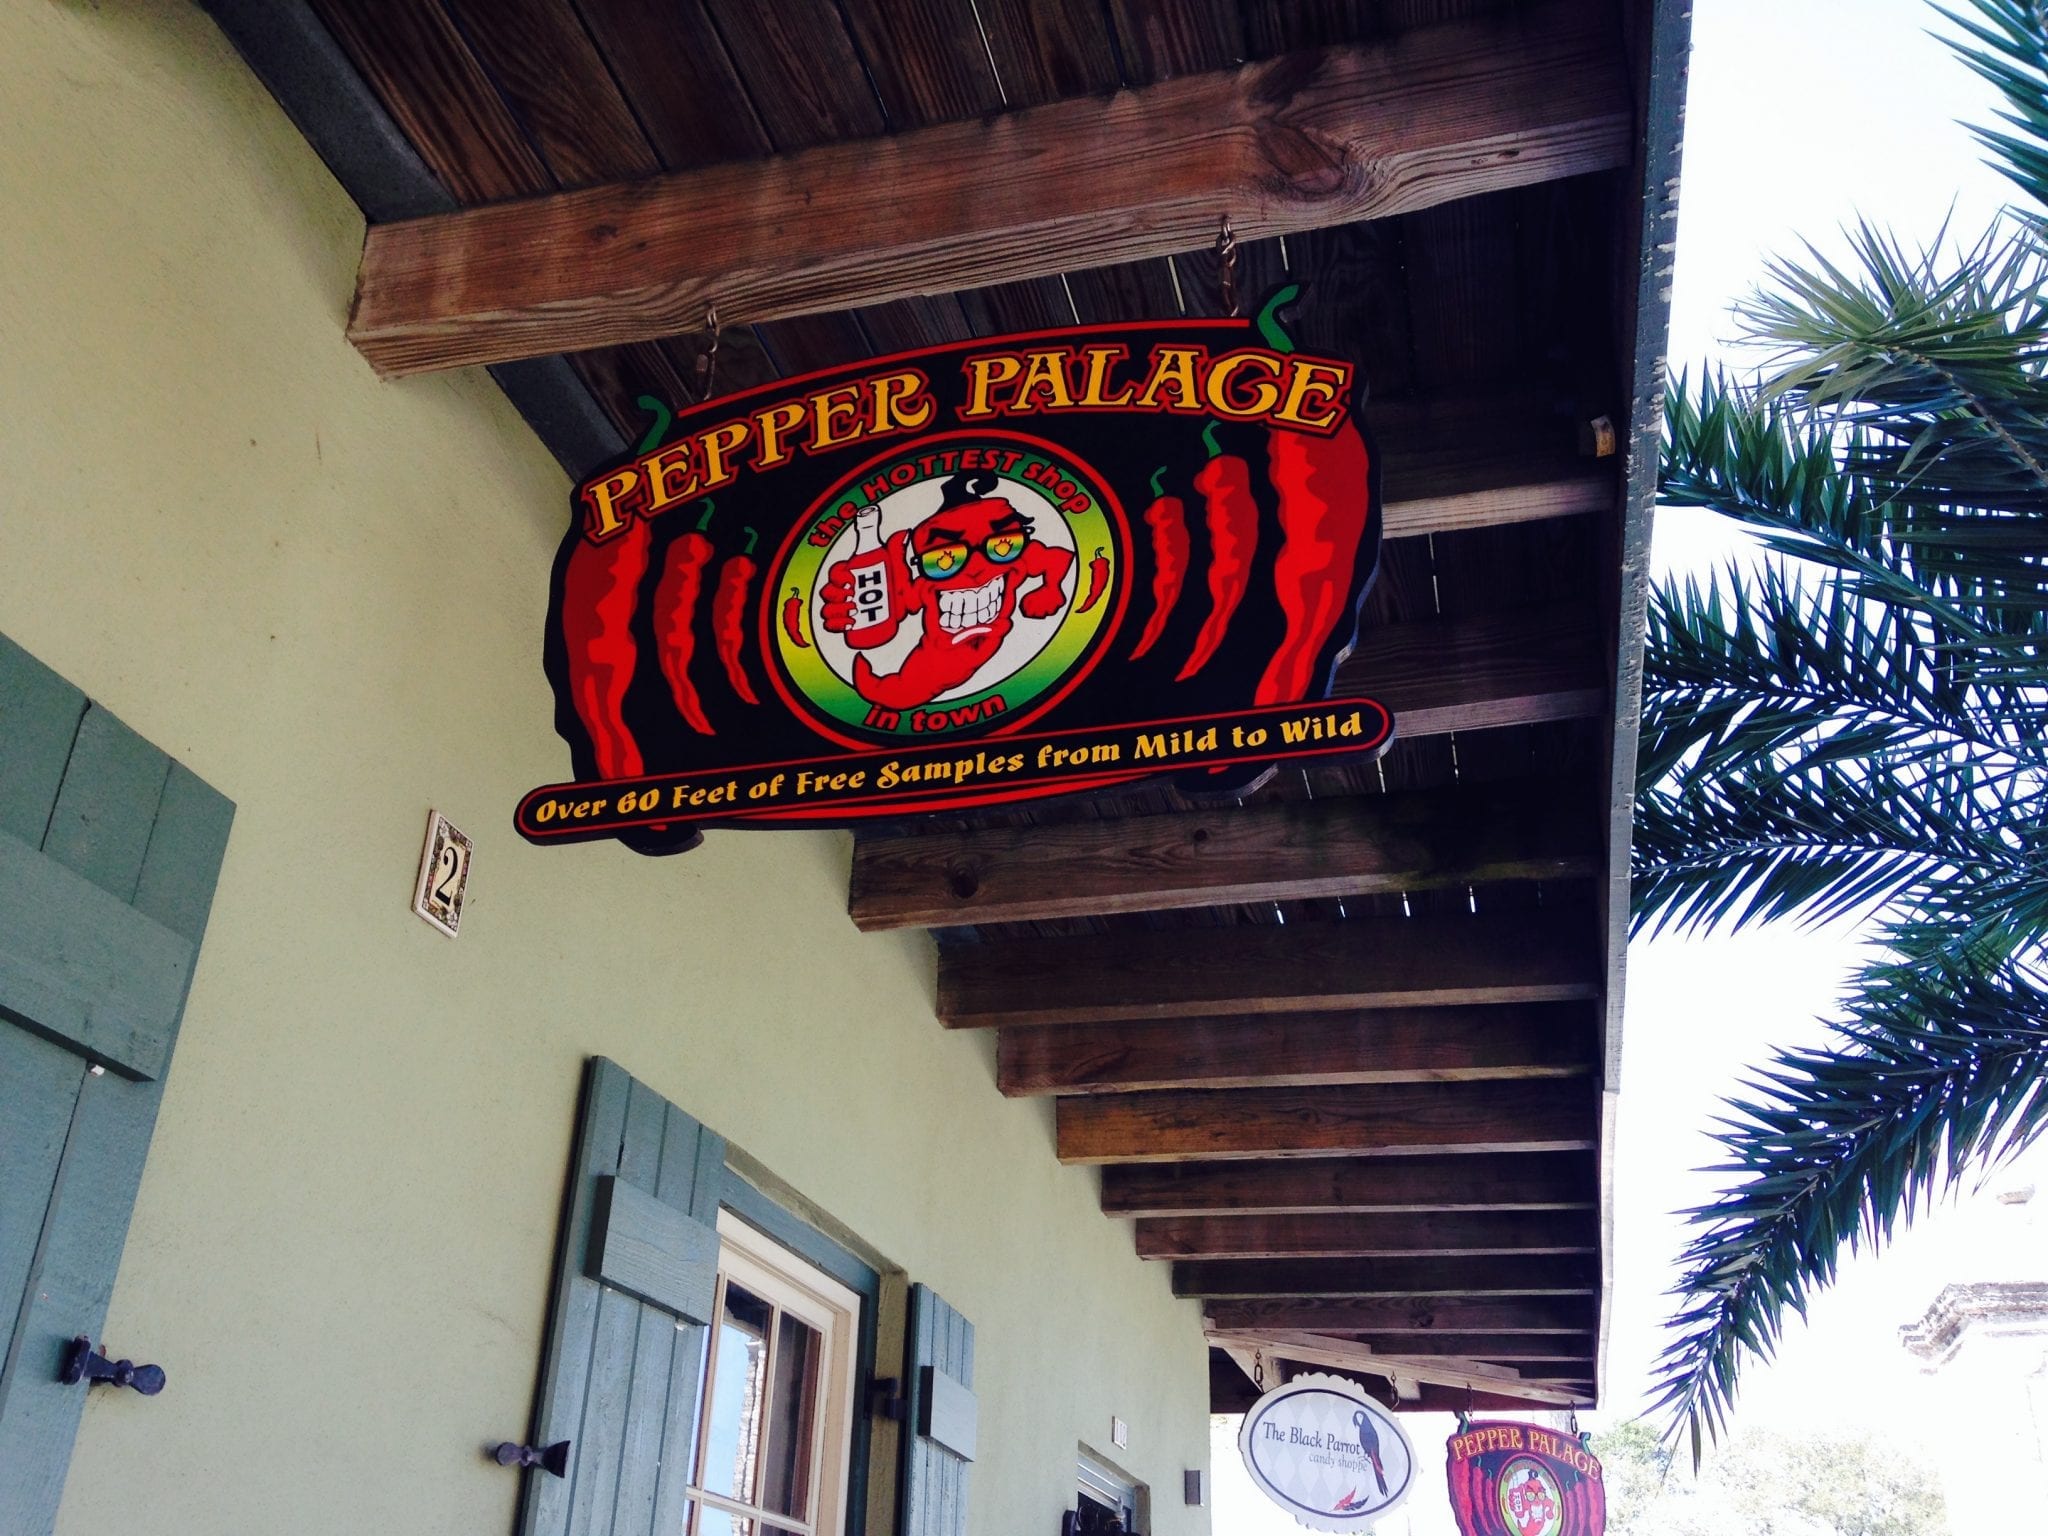 PEPPER PALACE
the HOTTEST shop
HOT
in town
Over 60 Feet of Free Samples from Mild to Wild
2
The Black Parrot
candy shoppe
PEPPER PALACE